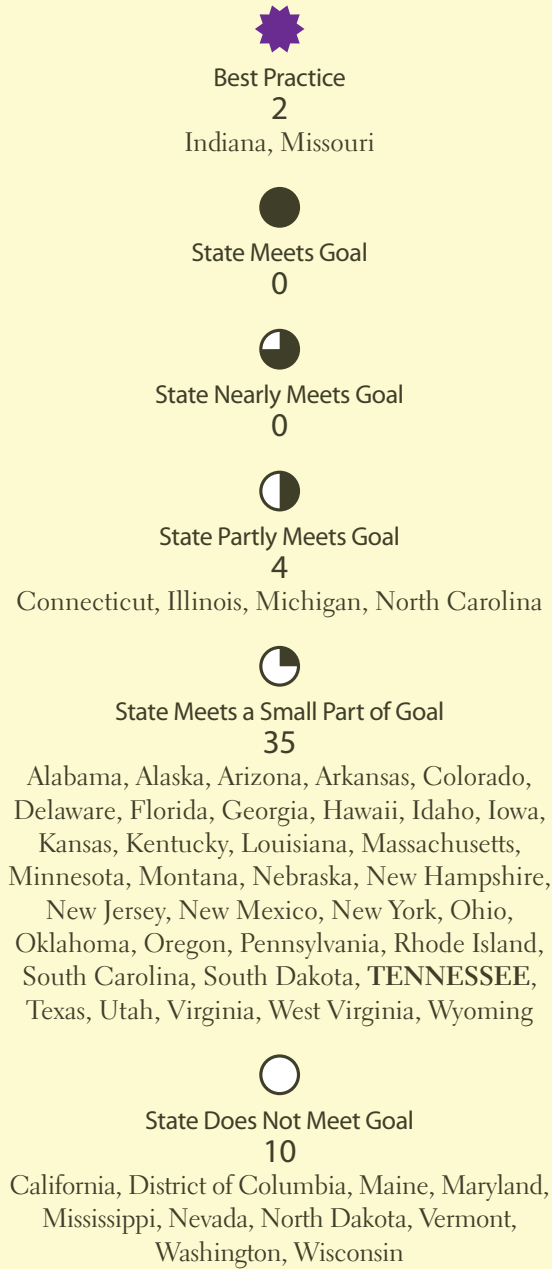 Best Practice
2
Indiana, Missouri
State Meets Goal
0
State Nearly Meets Goal
0
State Partly Meets Goal
4
Connecticut, Illinois, Michigan, North Carolina
State Meets a Small Part of Goal
35
Alabama, Alaska, Arizona, Arkansas, Colorado,
Delaware, Florida, Georgia, Hawaii, Idaho, Iowa,
Kansas, Kentucky, Louisiana, Massachusetts,
Minnesota, Montana, Nebraska, New Hampshire,
New Jersey, New Mexico, New York, Ohio,
Oklahoma, Oregon, Pennsylvania, Rhode Island,
South Carolina, South Dakota, TENNESSEE,
Texas, Utah, Virginia, West Virginia, Wyoming
State Does Not Meet Goal
10
California, District of Columbia, Maine, Maryland,
Mississippi, Nevada, North Dakota, Vermont,
Washington, Wisconsin